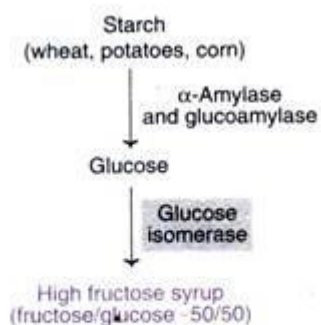 Starch
(wheat, potatoes, corn)
α-Amylase
and glucoamylase
Glucose
Glucose
isomerase
High fructose syrup
(fructose/glucose ~50/50)